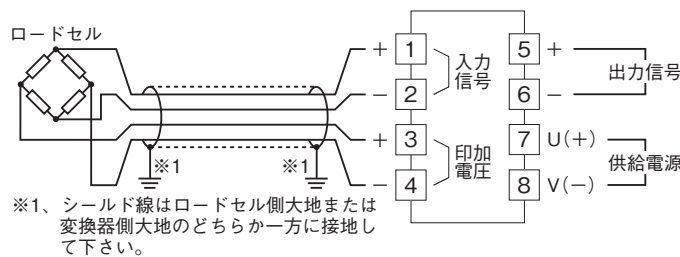 ロードセル
+ 1 入力信号 5 +
出力信号
− 2 6 −
+ 3 印加電圧 7 U(+)
供給電源
− 4 8 V(−)
※1 ※1
※1、シールド線はロードセル側大地または
変換器側大地のどちらか一方に接地し
て下さい。